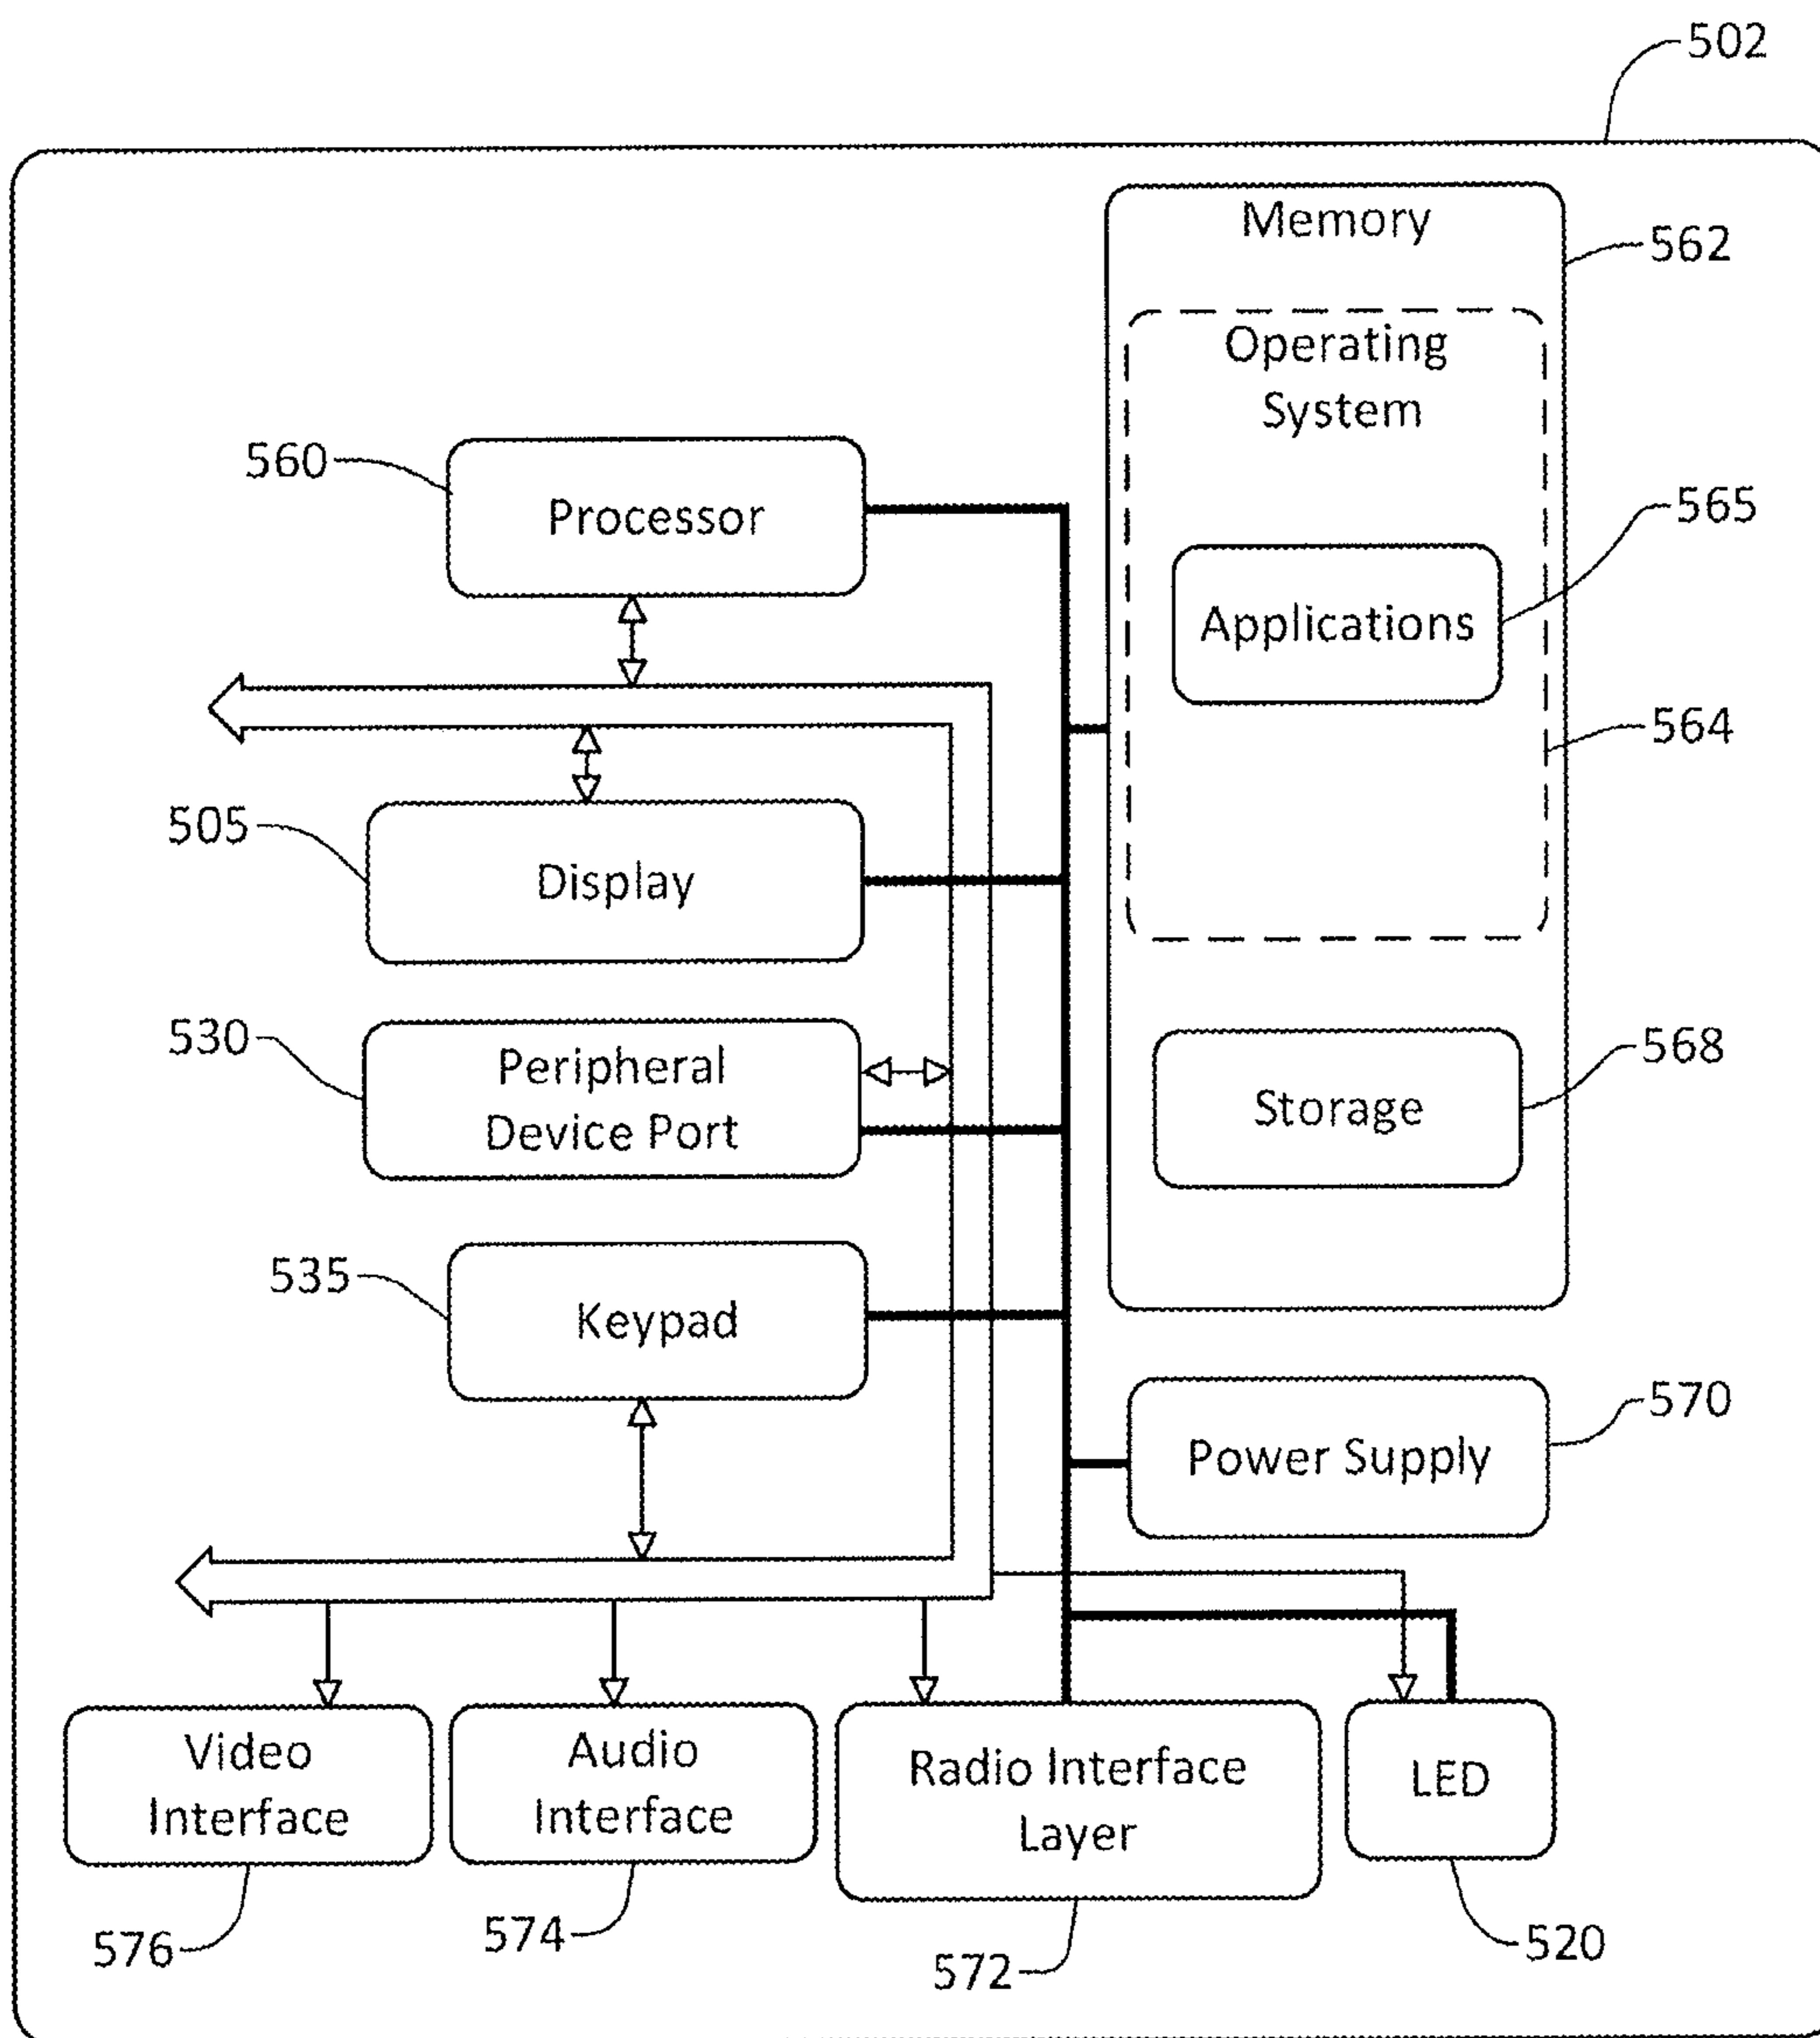 502
Memory
562
Operating
System
560
Processor
565
Applications
564
505
Display
530
Peripheral
Device Port
568
Storage
535
Keypad
570
Power Supply
Video
Interface
Audio
Interface
Radio Interface
Layer
LED
576
574
572
520